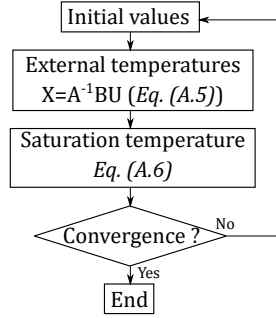 Initial values
External temperatures
X=A⁻¹BU (Eq. (A.5))
Saturation temperature
Eq. (A.6)
Convergence ?
No
Yes
End